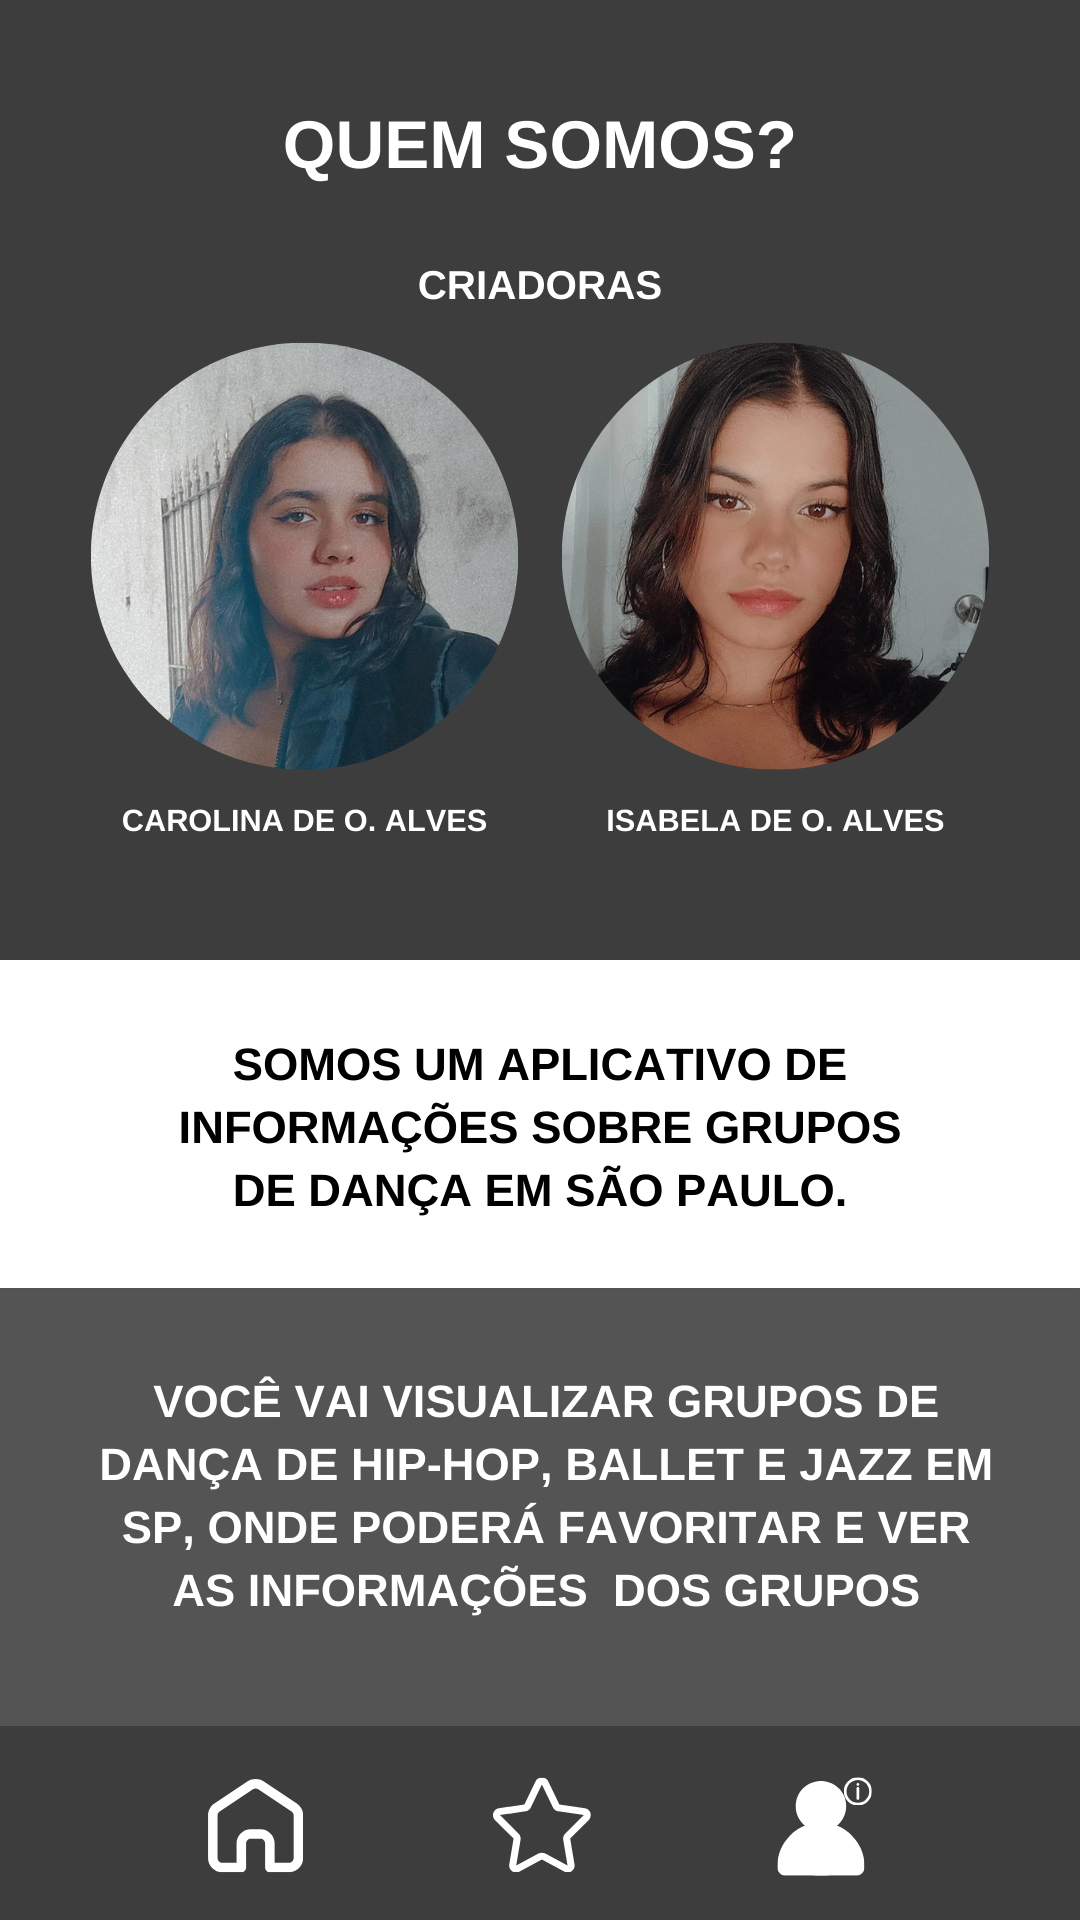 QUEM SOMOS?
CRIADORAS
CAROLINA DE O. ALVES
ISABELA DE O. ALVES
SOMOS UM APLICATIVO DE
INFORMAÇÕES SOBRE GRUPOS
DE DANÇA EM SÃO PAULO.
VOCÊ VAI VISUALIZAR GRUPOS DE
DANÇA DE HIP-HOP, BALLET E JAZZ EM
SP, ONDE PODERÁ FAVORITAR E VER
AS INFORMAÇÕES  DOS GRUPOS